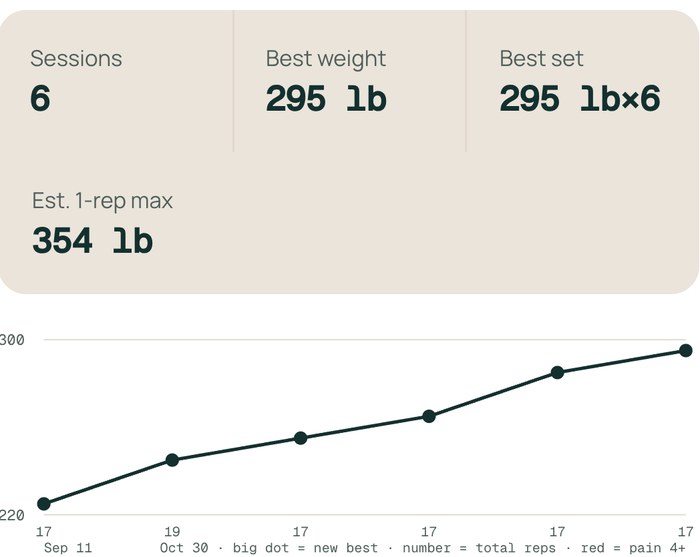 Sessions
6
Best weight
295 lb
Best set
295 lb×6
Est. 1-rep max
354 lb
300
220
17 19 17 17 17 17
Sep 11 Oct 30 · big dot = new best · number = total reps · red = pain 4+